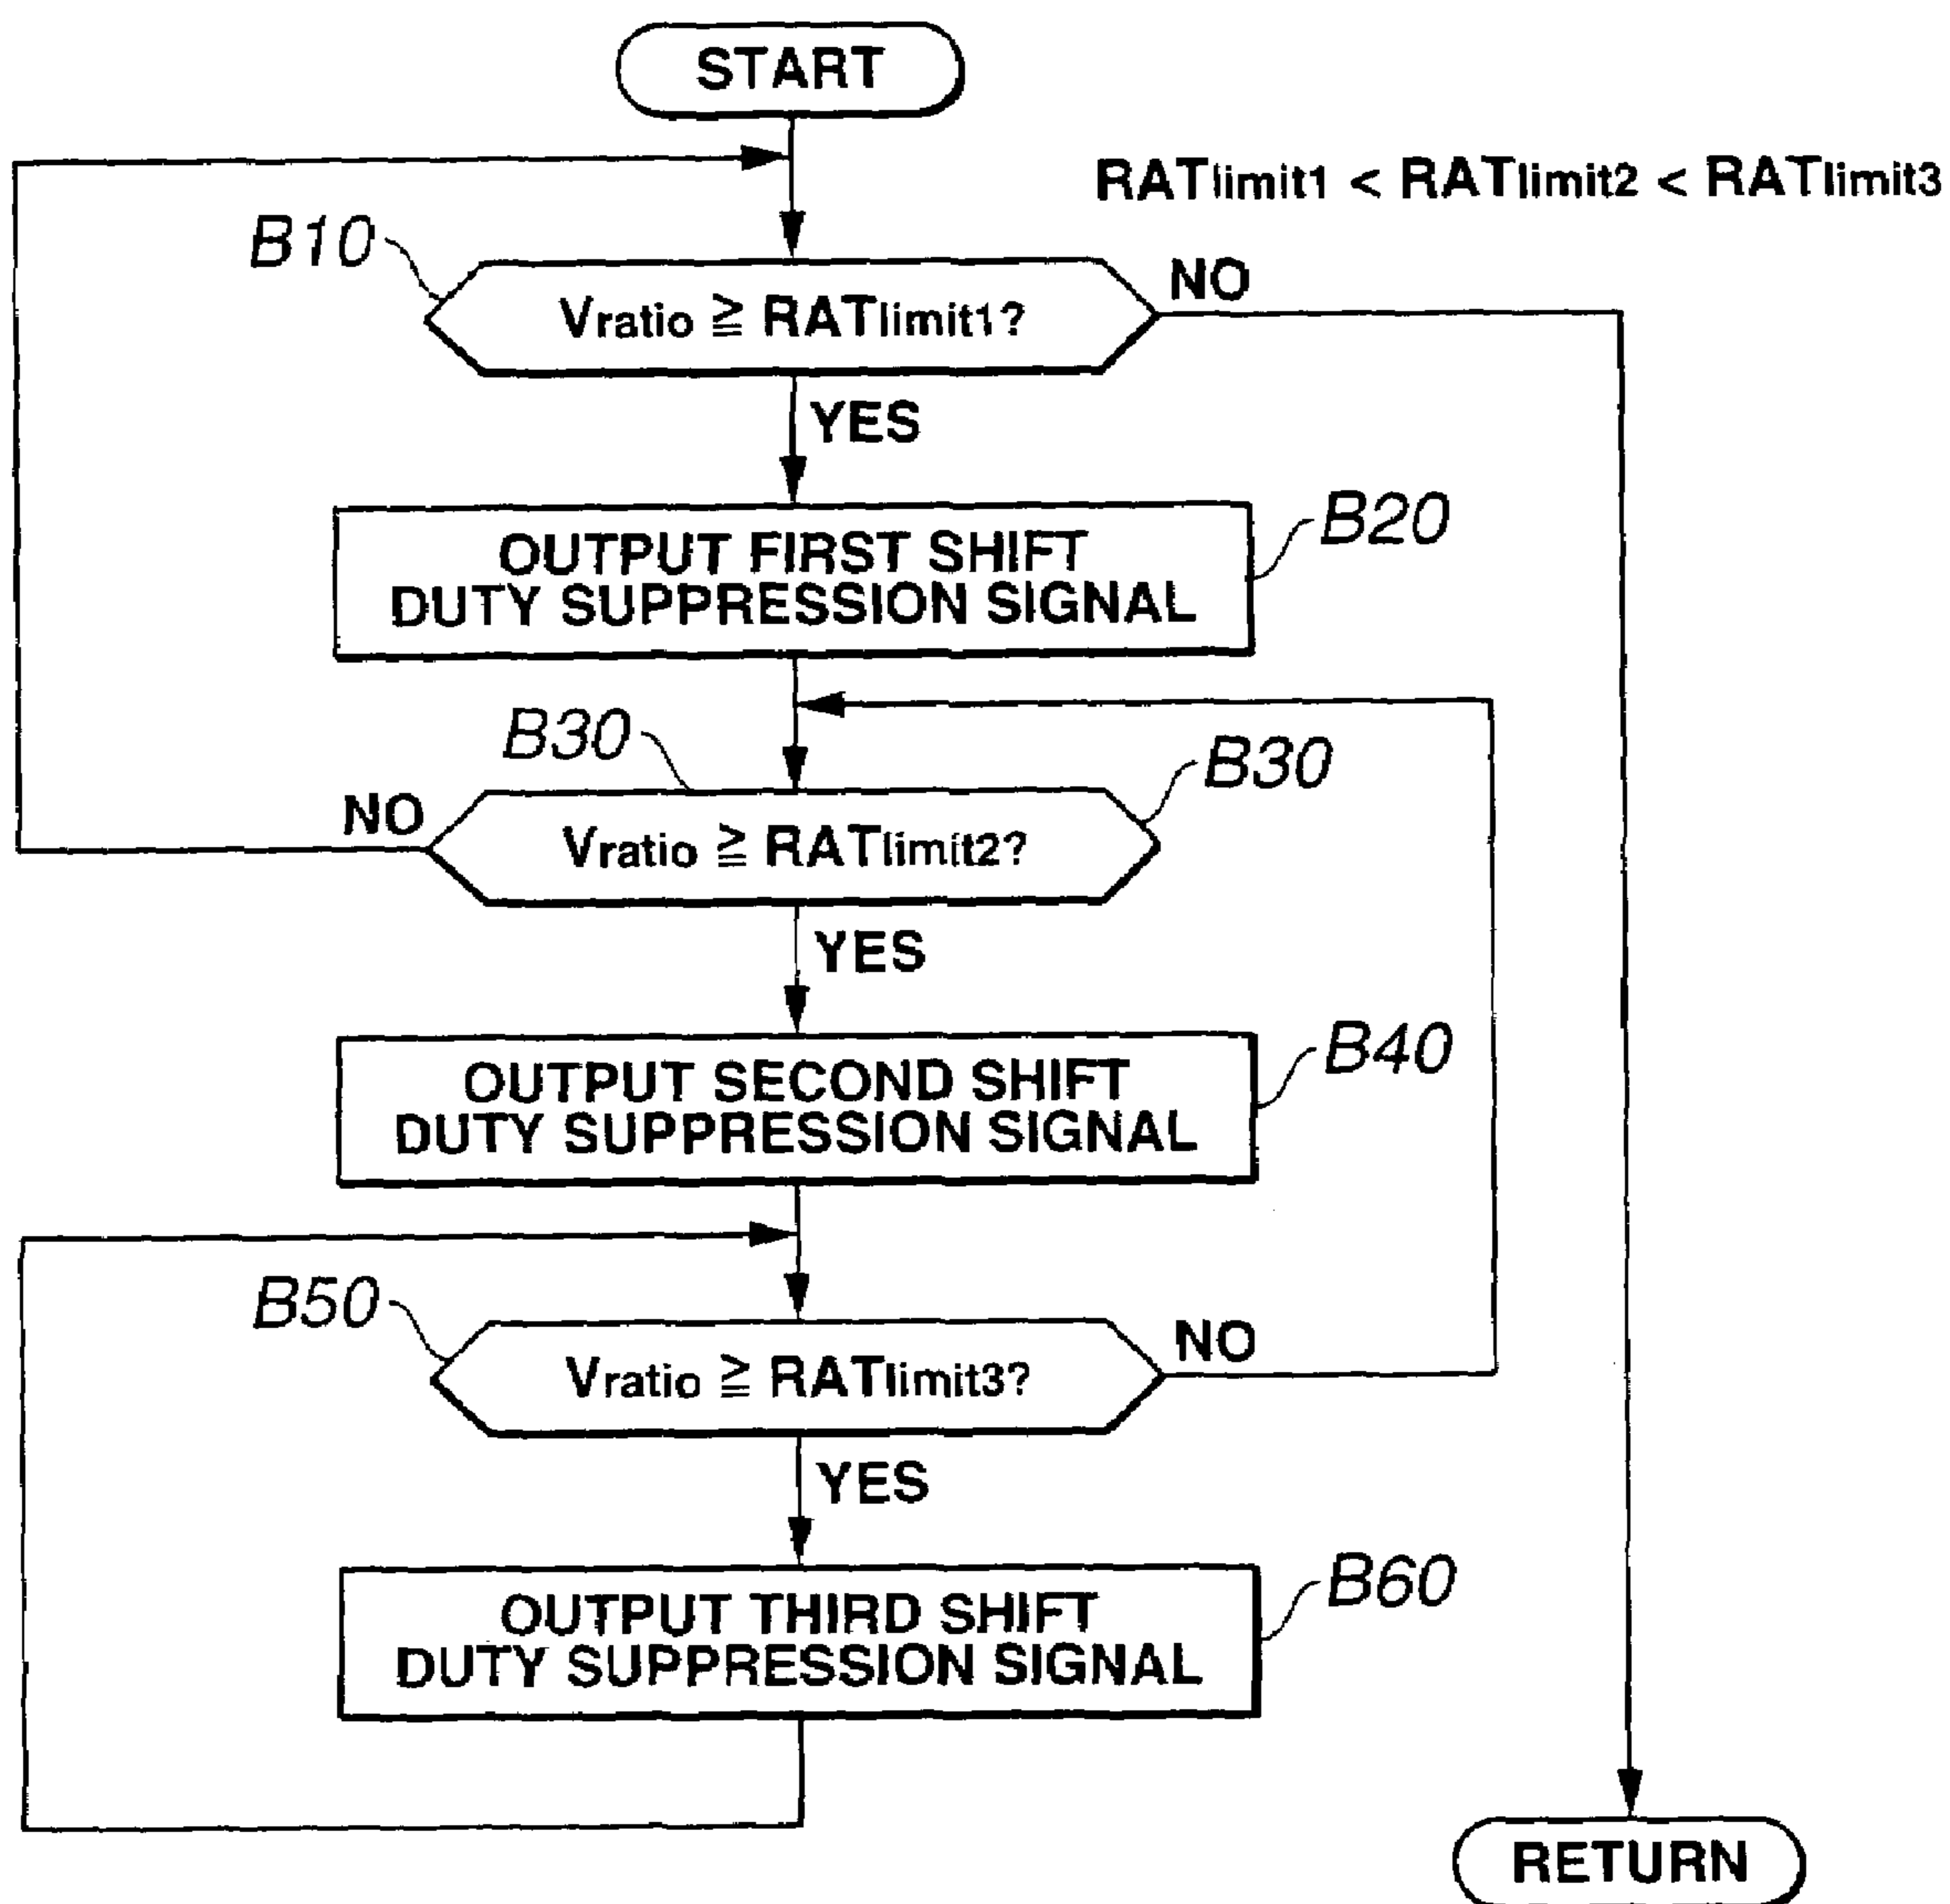 START
RATlimit1 < RATlimit2 < RATlimit3
B10
Vratio ≧ RATlimit1?
NO
YES
OUTPUT FIRST SHIFT
DUTY SUPPRESSION SIGNAL
B20
B30
B30
NO
Vratio ≧ RATlimit2?
YES
OUTPUT SECOND SHIFT
DUTY SUPPRESSION SIGNAL
B40
B50
Vratio ≧ RATlimit3?
NO
YES
OUTPUT THIRD SHIFT
DUTY SUPPRESSION SIGNAL
B60
RETURN